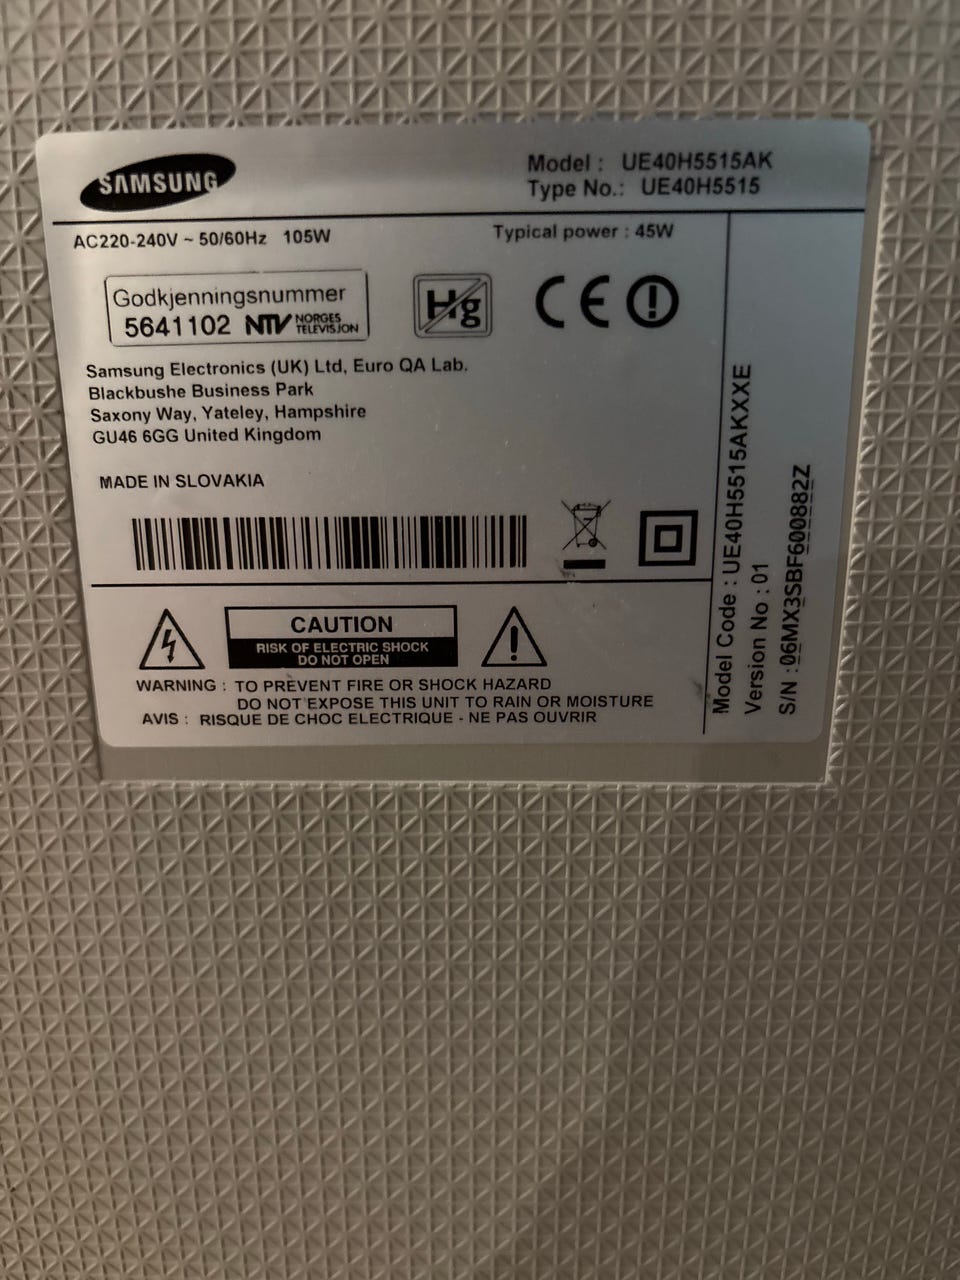 SAMSUNG
Model : UE40H5515AK
Type No.: UE40H5515
AC220-240V ~ 50/60Hz 105W
Typical power : 45W
Godkjenningsnummer
5641102 NTV NORGES
TELEVISJON
Hg
CE
Samsung Electronics (UK) Ltd, Euro QA Lab.
Blackbushe Business Park
Saxony Way, Yateley, Hampshire
GU46 6GG United Kingdom
MADE IN SLOVAKIA
CAUTION
RISK OF ELECTRIC SHOCK
DO NOT OPEN
WARNING : TO PREVENT FIRE OR SHOCK HAZARD
DO NOT EXPOSE THIS UNIT TO RAIN OR MOISTURE
AVIS : RISQUE DE CHOC ELECTRIQUE - NE PAS OUVRIR
Model Code : UE40H5515AKXXXE
Version No : 01
S/N : 06MX3SBF600882Z